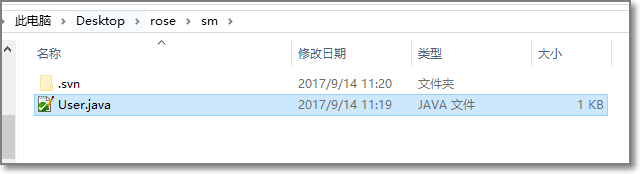 此电脑 > Desktop > rose > sm >
名称 修改日期 类型 大小
.svn 2017/9/14 11:20 文件夹
User.java 2017/9/14 11:19 JAVA 文件 1 KB